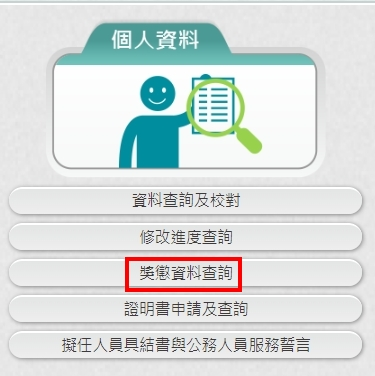 個人資料
資料查詢及校對
修改進度查詢
獎懲資料查詢
證明書申請及查詢
擬任人員具結書與公務人員服務誓言